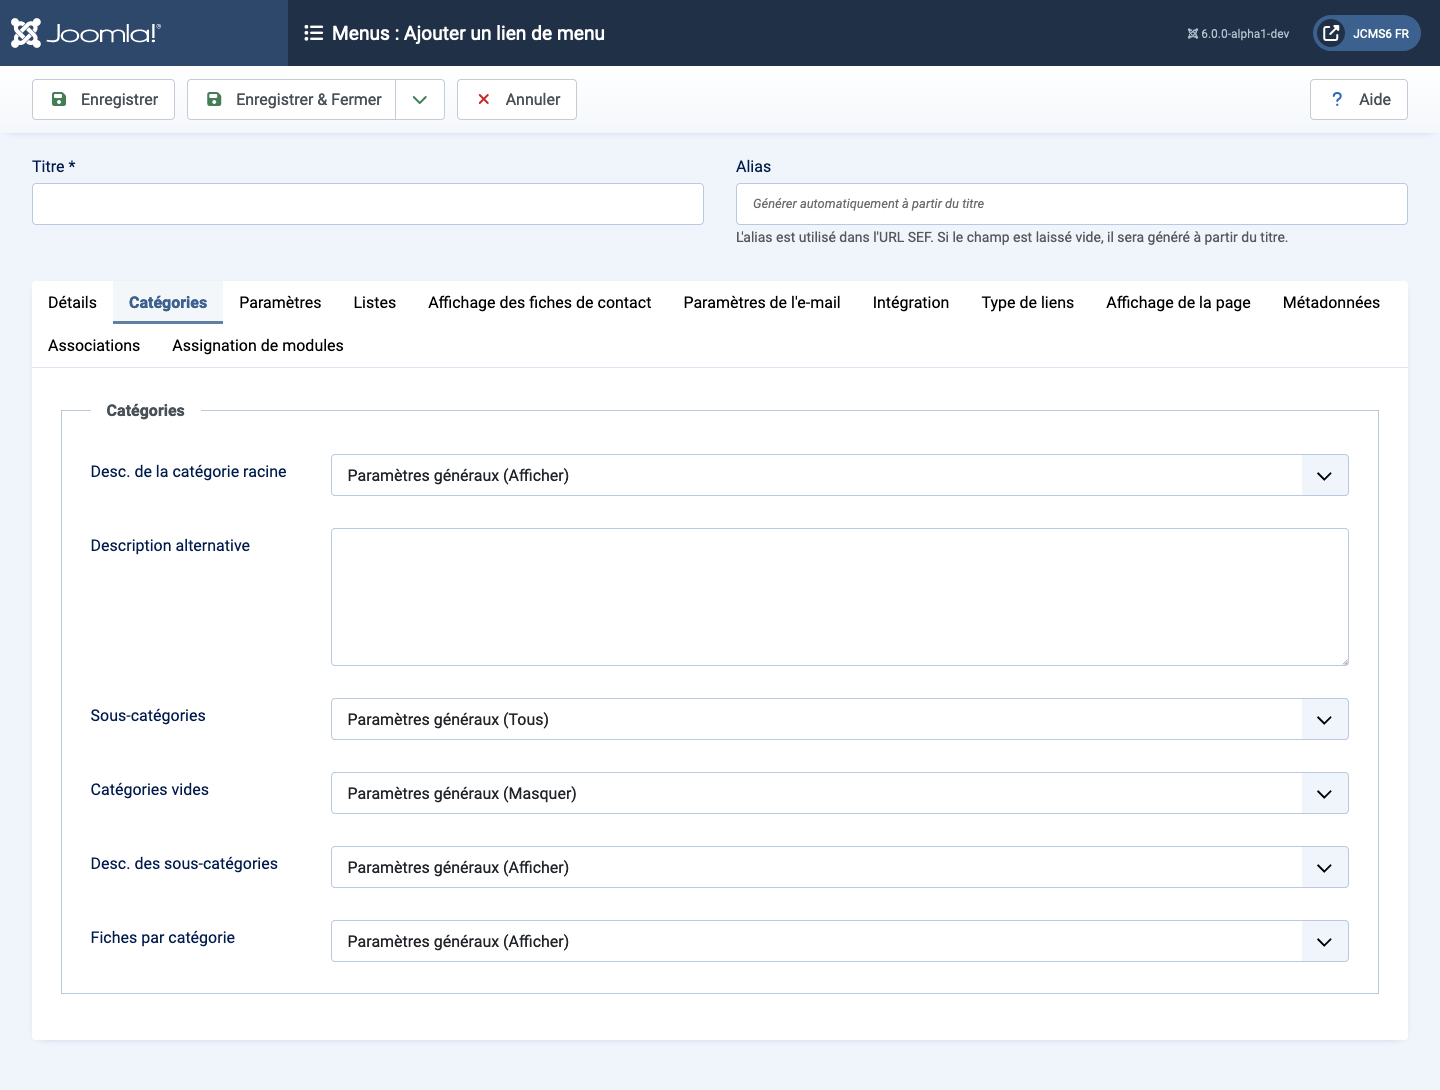 Joomla!®
Menus : Ajouter un lien de menu
6.0.0-alpha1-dev
JCMS6 FR
Enregistrer
Enregistrer & Fermer
Annuler
? Aide
Titre *
Alias
Générer automatiquement à partir du titre
L'alias est utilisé dans l'URL SEF. Si le champ est laissé vide, il sera généré à partir du titre.
Détails Catégories Paramètres Listes Affichage des fiches de contact Paramètres de l'e-mail Intégration Type de liens Affichage de la page Métadonnées
Associations Assignation de modules
Catégories
Desc. de la catégorie racine Paramètres généraux (Afficher)
Description alternative
Sous-catégories Paramètres généraux (Tous)
Catégories vides Paramètres généraux (Masquer)
Desc. des sous-catégories Paramètres généraux (Afficher)
Fiches par catégorie Paramètres généraux (Afficher)